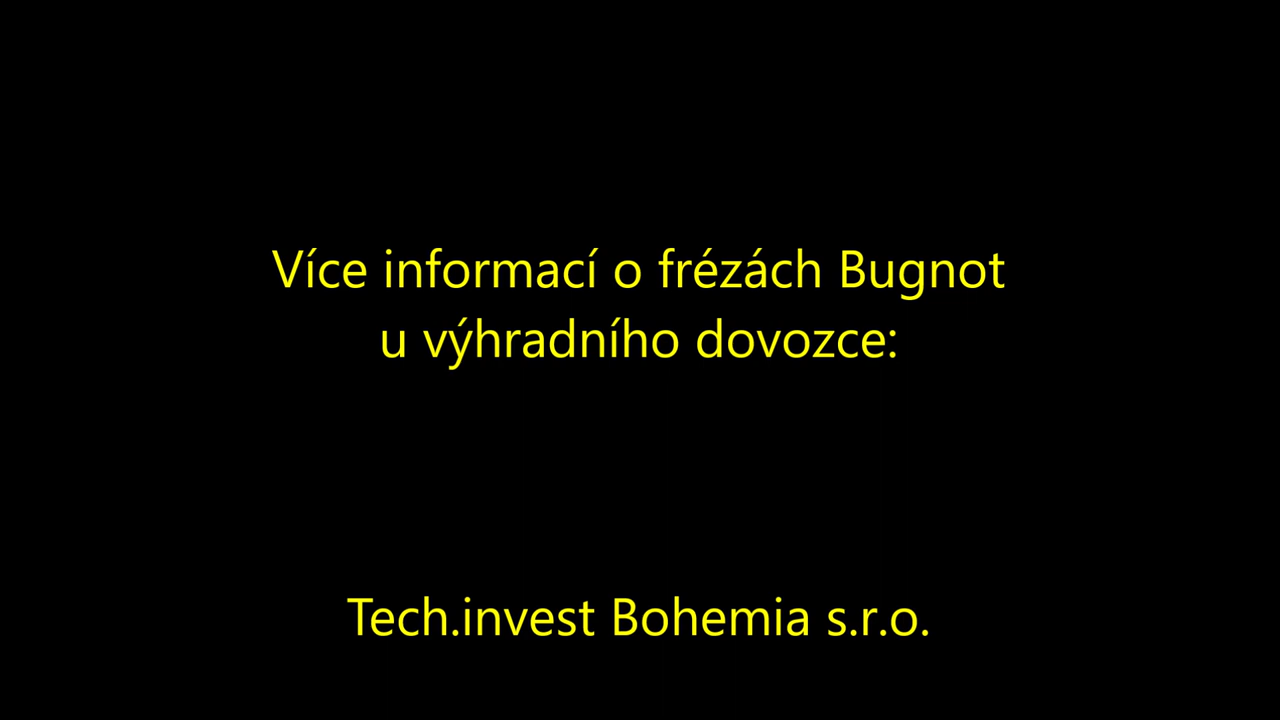 Více informací o frézách Bugnot
u výhradního dovozce:
Tech.invest Bohemia s.r.o.